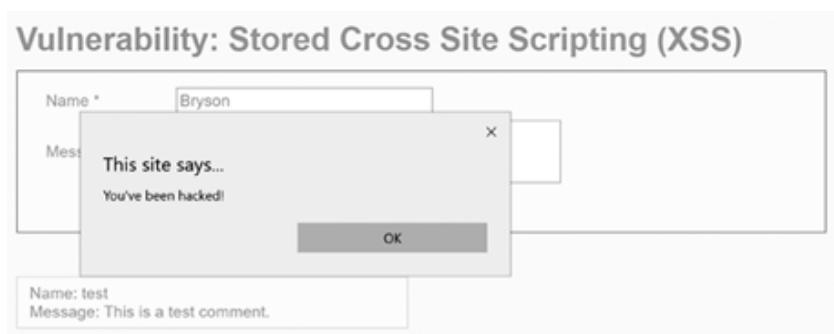 Vulnerability: Stored Cross Site Scripting (XSS)
Name * Bryson
Mess
This site says...
You've been hacked!
OK
Name: test
Message: This is a test comment.